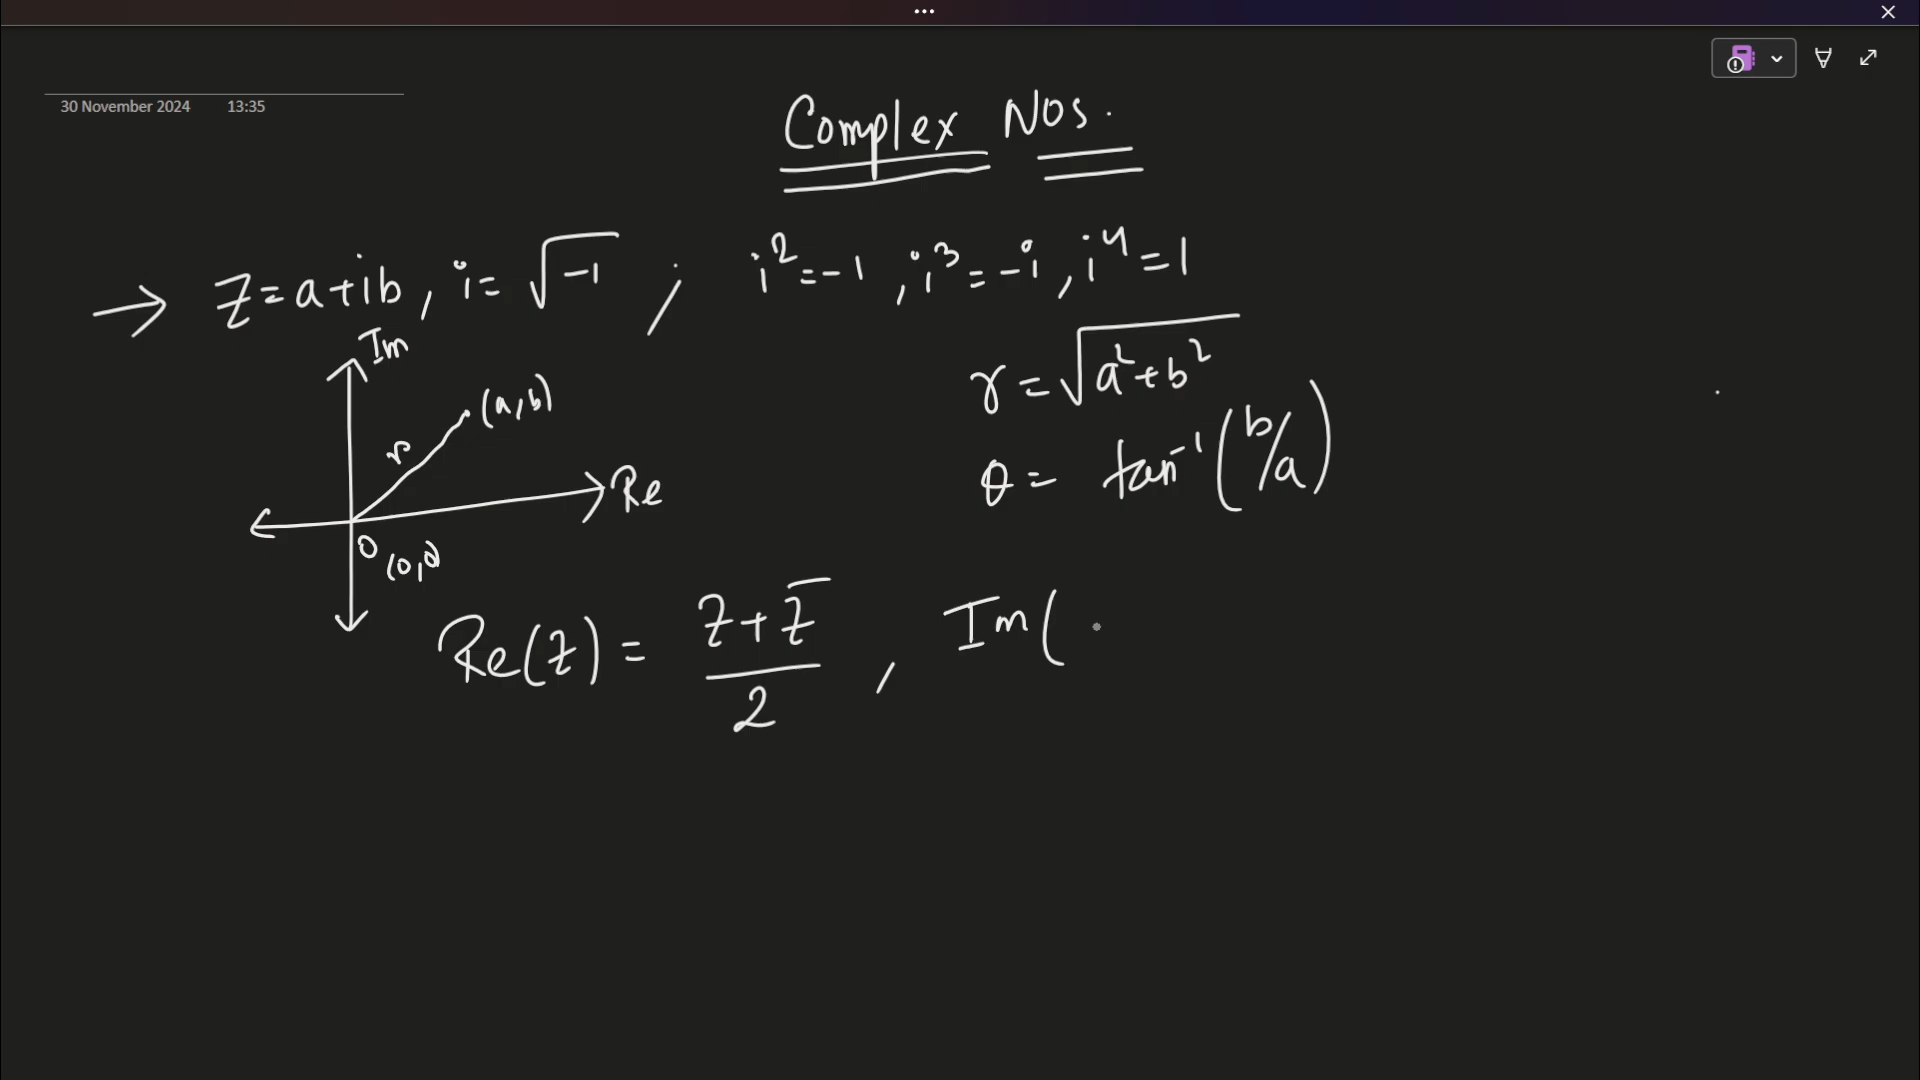 30 November 2024 13:35
Complex Nos.
→ Z=a+ib, i=√-1 ; i²=-1, i³=-i, i⁴=1
Im
(a,b)
r
Re
O (0,0)
r=√a²+b²
θ= tan⁻¹(b/a)
Re(Z)= Z+Z̅/2, Im(